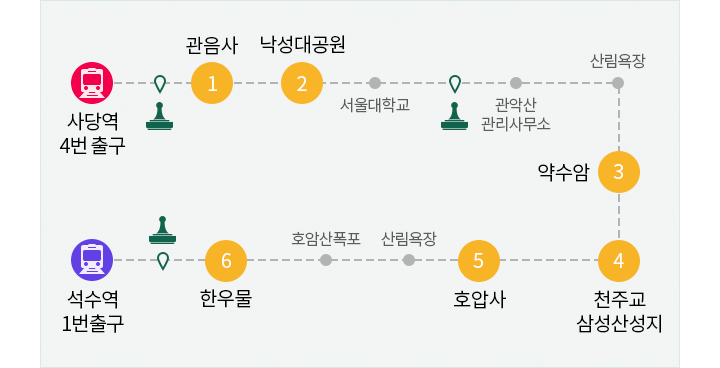 관음사
낙성대공원
산림욕장
1
2
서울대학교
관악산
관리사무소
사당역
4번 출구
약수암
3
호암산폭포
산림욕장
6
5
4
석수역
1번출구
한우물
호압사
천주교
삼성산성지